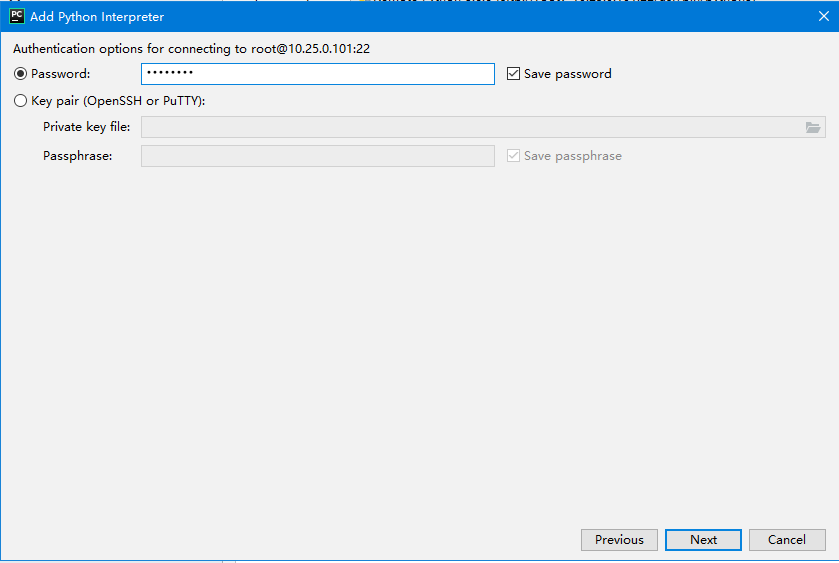 PC Add Python Interpreter
Authentication options for connecting to root@10.25.0.101:22
Password: •••••••• Save password
Key pair (OpenSSH or PuTTY):
Private key file:
Passphrase: Save passphrase
Previous Next Cancel